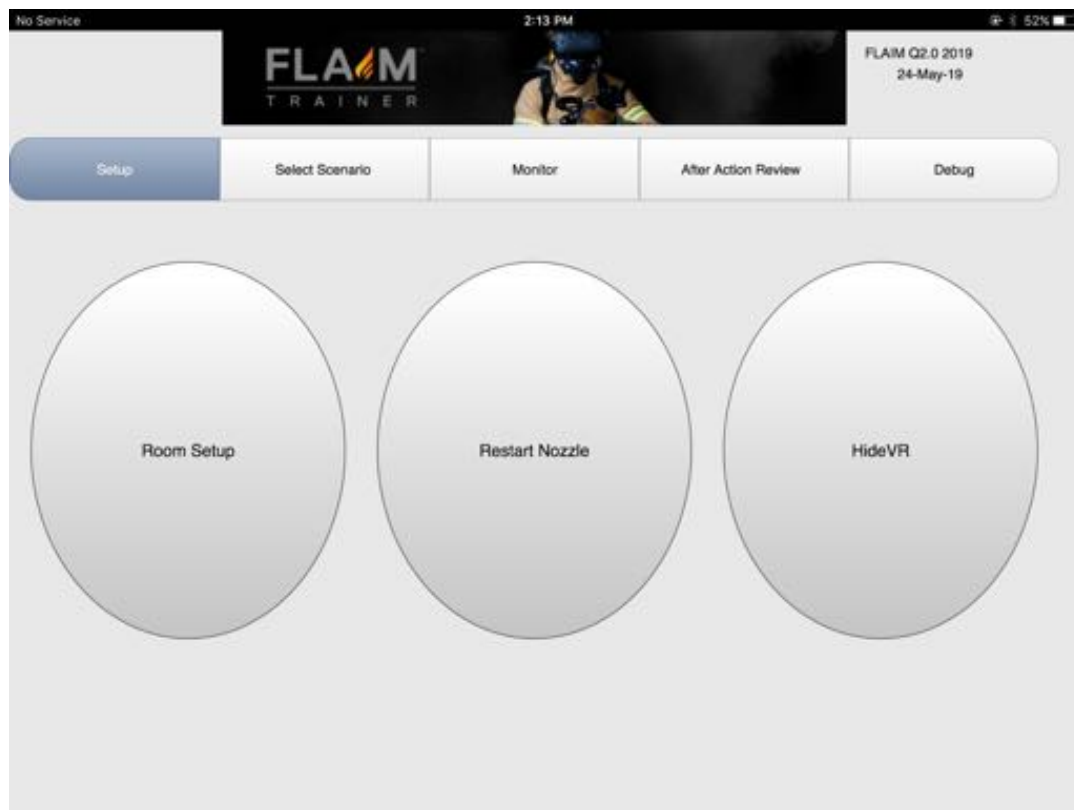 No Service
2:13 PM
52%
FLAIM
TRAINER
FLAIM Q2.0 2019
24-May-19
Setup
Select Scenario
Monitor
After Action Review
Debug
Room Setup
Restart Nozzle
HideVR